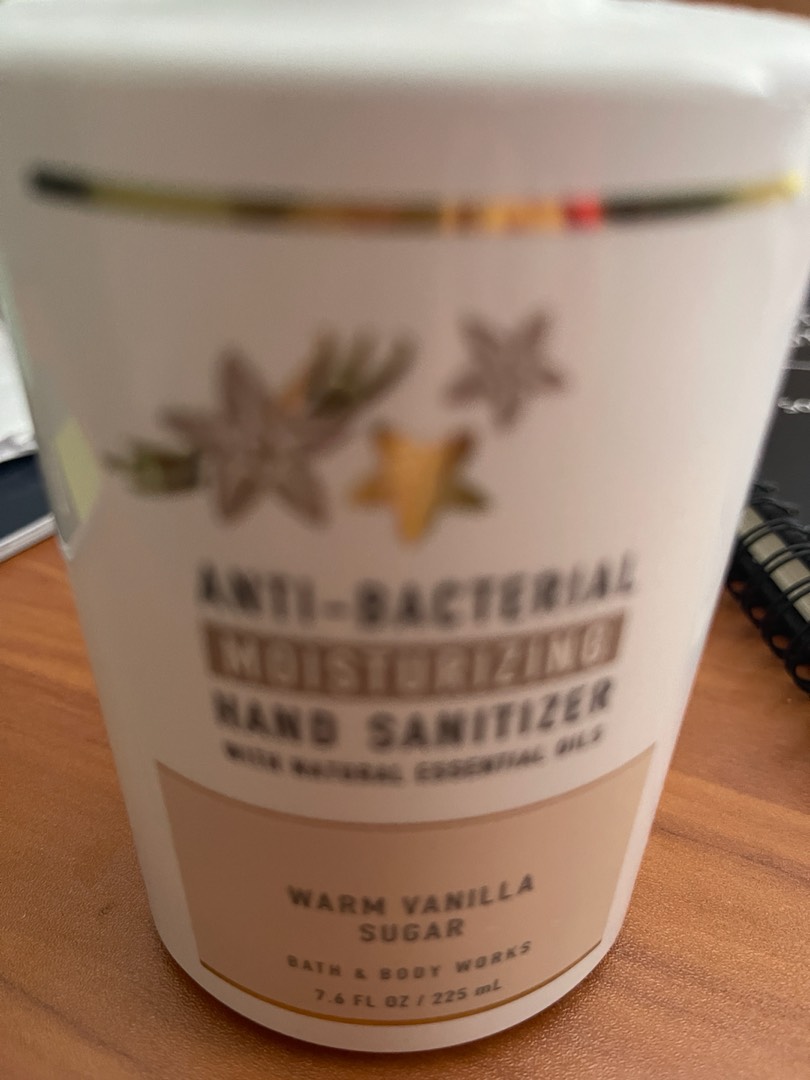 ANTI-BACTERIAL
MOISTURIZING
HAND SANITIZER
WITH NATURAL ESSENTIAL OILS
WARM VANILLA
SUGAR
BATH & BODY WORKS
7.6 FL OZ / 225 mL